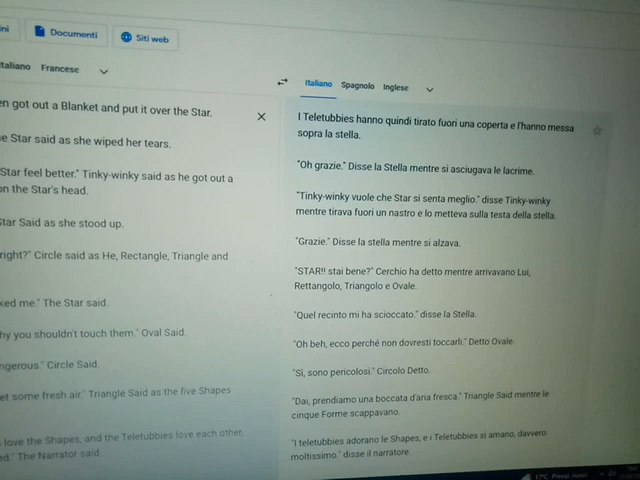 ni
Documenti
Siti web
taliano Francese
Italiano Spagnolo Inglese
en got out a Blanket and put it over the Star.
e Star said as she wiped her tears.
Star feel better." Tinky-winky said as he got out a
on the Star's head.
Star Said as she stood up.
right?" Circle said as He, Rectangle, Triangle and
ked me." The Star said.
hy you shouldn't touch them." Oval Said.
ngerous." Circle Said.
et some fresh air." Triangle Said as the five Shapes
love the Shapes, and the Teletubbies love each other,
ed." The Narrator said.
I Teletubbies hanno quindi tirato fuori una coperta e l'hanno messa
sopra la stella.
"Oh grazie." Disse la Stella mentre si asciugava le lacrime.
"Tinky-winky vuole che Star si senta meglio." disse Tinky-winky
mentre tirava fuori un nastro e lo metteva sulla testa della stella.
"Grazie." Disse la stella mentre si alzava.
"STAR!! stai bene?" Cerchio ha detto mentre arrivavano Lui,
Rettangolo, Triangolo e Ovale.
"Quel recinto mi ha scioccato." disse la Stella.
"Oh beh, ecco perché non dovresti toccarli." Detto Ovale.
"Sì, sono pericolosi." Circolo Detto.
"Dai, prendiamo una boccata d'aria fresca." Triangle Said mentre le
cinque Forme scappavano.
"I teletubbies adorano le Shapes, e i Teletubbies si amano, davvero
moltissimo." disse il narratore.
17°C